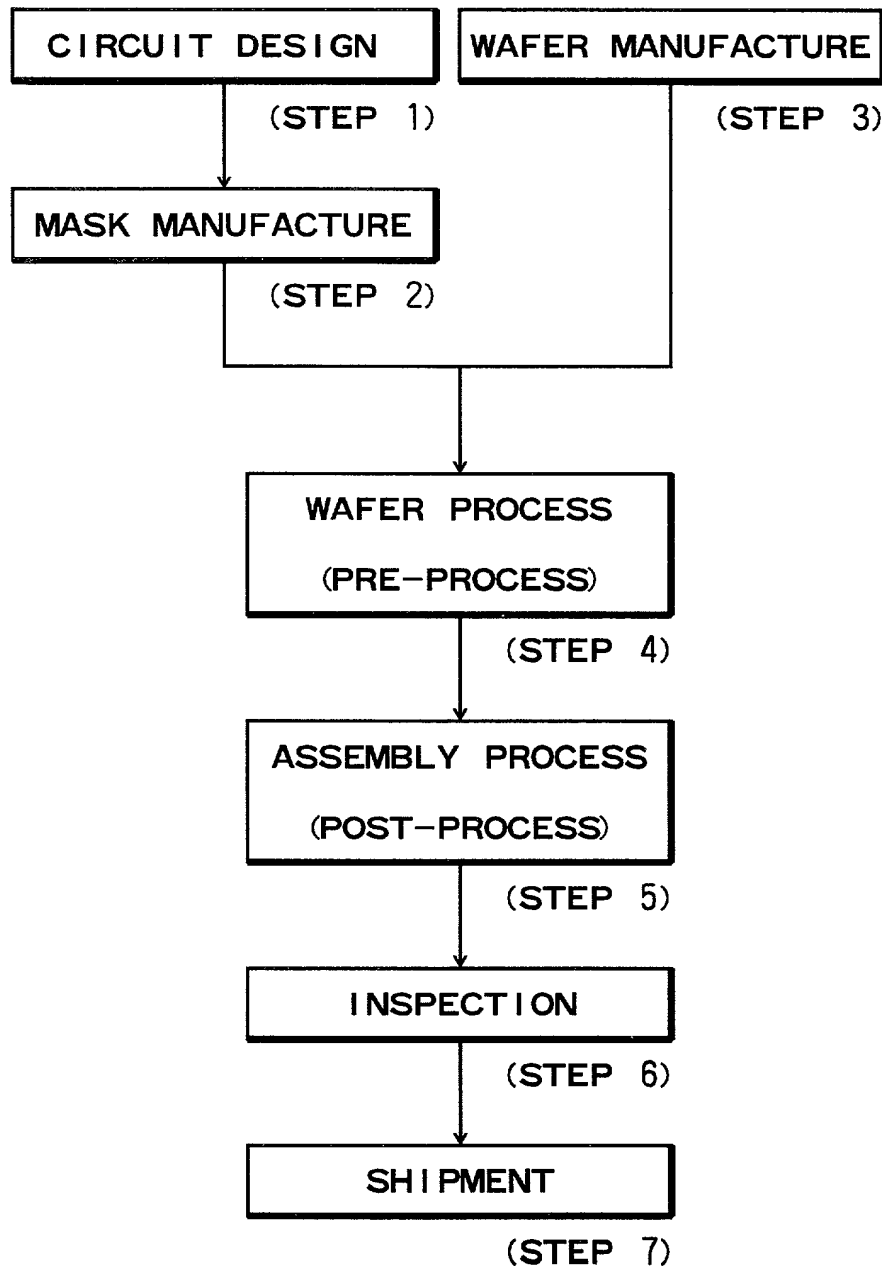 CIRCUIT DESIGN
(STEP 1)
WAFER MANUFACTURE
(STEP 3)
MASK MANUFACTURE
(STEP 2)
WAFER PROCESS
(PRE-PROCESS)
(STEP 4)
ASSEMBLY PROCESS
(POST-PROCESS)
(STEP 5)
INSPECTION
(STEP 6)
SHIPMENT
(STEP 7)